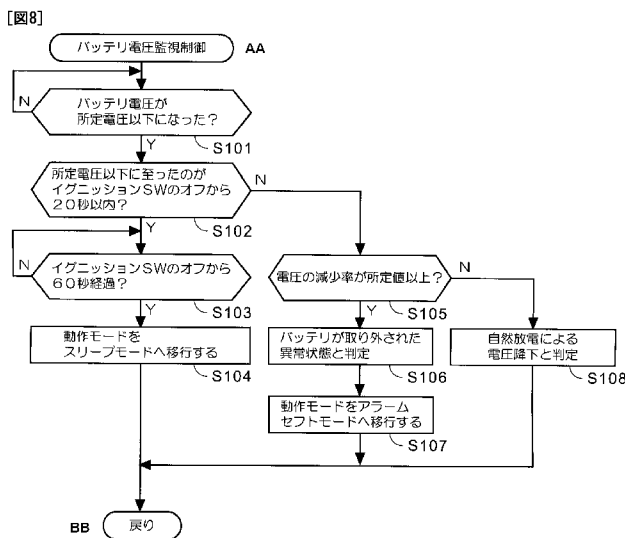 [図8]
バッテリ電圧監視制御 AA
N
バッテリ電圧が
所定電圧以下になった?
Y
S101
所定電圧以下に至ったのが
イグニッションSWのオフから
20秒以内?
N
Y
S102
N
イグニッションSWのオフから
60秒経過?
Y
S103
電圧の減少率が所定値以上?
N
Y
S105
動作モードを
スリープモードへ移行する
S104
バッテリが取り外された
異常状態と判定
S106
自然放電による
電圧降下と判定
S108
動作モードをアラーム
セフトモードへ移行する
S107
BB 戻り